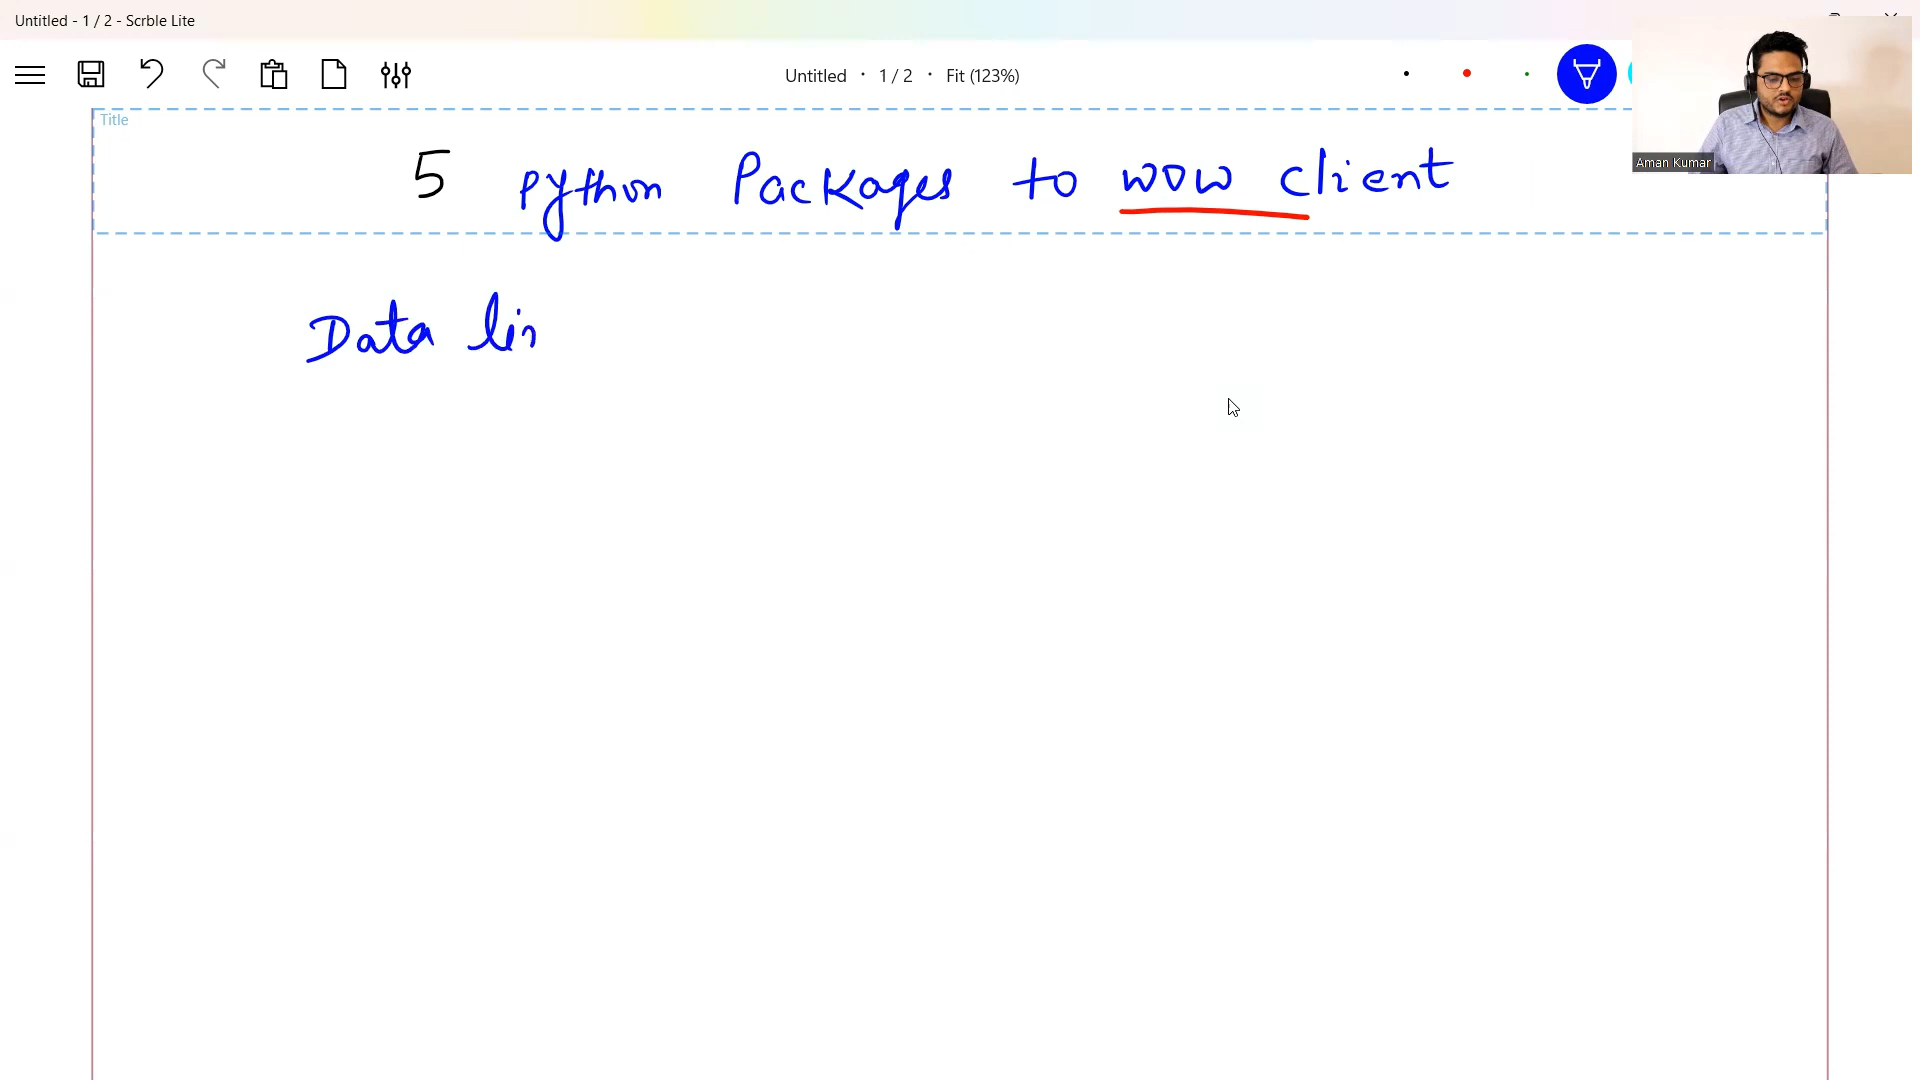 Untitled - 1 / 2 - Scrble Lite
Untitled · 1 / 2 · Fit (123%)
Aman Kumar
Title
5 python Packages to wow client
Data lin